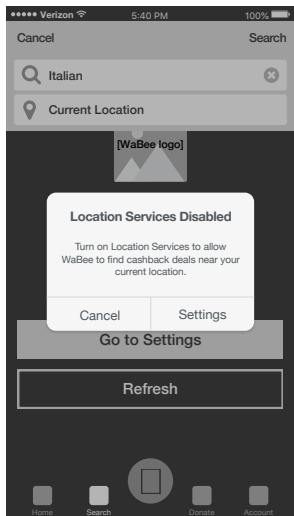 Verizon 5:40 PM 100%
Cancel Search
Italian
Current Location
[WaBee logo]
Location Services Disabled
Turn on Location Services to allow
WaBee to find cashback deals near your
current location.
Cancel Settings
Go to Settings
Refresh
Home Search Donate Account